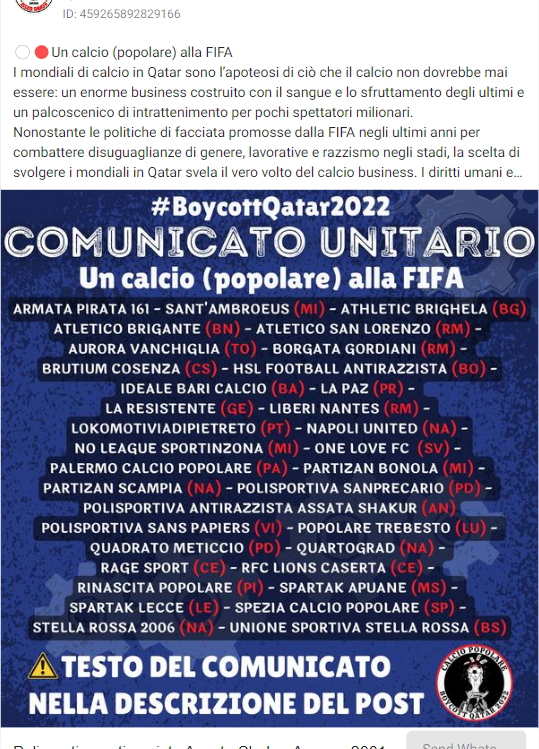 ID: 459265892829166
Un calcio (popolare) alla FIFA
I mondiali di calcio in Qatar sono l'apoteosi di ciò che il calcio non dovrebbe mai
essere: un enorme business costruito con il sangue e lo sfruttamento degli ultimi e
un palcoscenico di intrattenimento per pochi spettatori milionari.
Nonostante le politiche di facciata promosse dalla FIFA negli ultimi anni per
combattere disuguaglianze di genere, lavorative e razzismo negli stadi, la scelta di
svolgere i mondiali in Qatar svela il vero volto del calcio business. I diritti umani e...
#BoycottQatar2022
COMUNICATO UNITARIO
Un calcio (popolare) alla FIFA
ARMATA PIRATA 161 - SANT'AMBROEUS (MI) - ATHLETIC BRIGHELA (BG)
ATLETICO BRIGANTE (BN) - ATLETICO SAN LORENZO (RM) -
AURORA VANCHIGLIA (TO) - BORGATA GORDIANI (RM) -
BRUTIUM COSENZA (CS) - HSL FOOTBALL ANTIRAZZISTA (BO) -
IDEALE BARI CALCIO (BA) - LA PAZ (PR) -
LA RESISTENTE (GE) - LIBERI NANTES (RM) -
LOKOMOTIVIADIPIETRETO (PT) - NAPOLI UNITED (NA) -
NO LEAGUE SPORTINZONA (MI) - ONE LOVE FC (SV) -
PALERMO CALCIO POPOLARE (PA) - PARTIZAN BONOLA (MI) -
PARTIZAN SCAMPIA (NA) - POLISPORTIVA SANPRECARIO (PD) -
POLISPORTIVA ANTIRAZZISTA ASSATA SHAKUR (AN)
POLISPORTIVA SANS PAPIERS (VI) - POPOLARE TREBESTO (LU) -
QUADRATO METICCIO (PD) - QUARTOGRAD (NA) -
RAGE SPORT (CE) - RFC LIONS CASERTA (CE) -
RINASCITA POPOLARE (PI) - SPARTAK APUANE (MS) -
SPARTAK LECCE (LE) - SPEZIA CALCIO POPOLARE (SP) -
STELLA ROSSA 2006 (NA) - UNIONE SPORTIVA STELLA ROSSA (BS)
TESTO DEL COMUNICATO
NELLA DESCRIZIONE DEL POST
CALCIO POPOLARE
BOYCOTT QATAR 2022